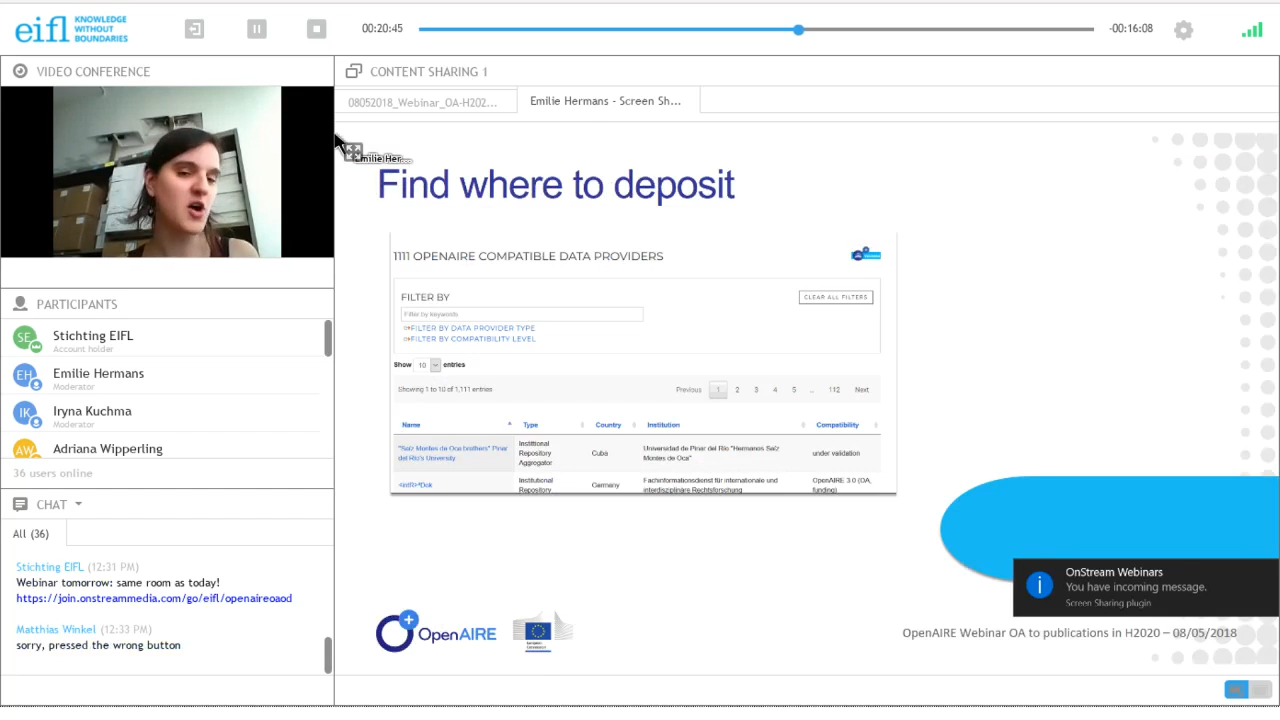 eifl KNOWLEDGE
WITHOUT
BOUNDARIES
00:20:45
-00:16:08
VIDEO CONFERENCE
CONTENT SHARING 1
08052018_Webinar_OA-H202...
Emilie Hermans - Screen Sh...
Emilie Her...
Find where to deposit
1111 OPENAIRE COMPATIBLE DATA PROVIDERS
FILTER BY
CLEAR ALL FILTERS
Filter by keywords
FILTER BY DATA PROVIDER TYPE
FILTER BY COMPATIBILITY LEVEL
Show 10 entries
Showing 1 to 10 of 1,111 entries
Previous 1 2 3 4 5 ... 112 Next
Name Type Country Institution Compatibility
"Saíz Montes de Oca brothers" Pinar
del Río's University.
Institutional
Repository
Aggregator
Cuba
Universidad de Pinar del Río "Hermanos Saíz
Montes de Oca"
under validation
<intR>²Dok
Institutional
Repository
Germany
Fachinformationsdienst für internationale und
interdisziplinäre Rechtsforschung
OpenAIRE 3.0 (OA,
funding)
PARTICIPANTS
SE
Stichting EIFL
Account holder
EH
Emilie Hermans
Moderator
IK
Iryna Kuchma
Moderator
AW
Adriana Wipperling
36 users online
CHAT
All (36)
Stichting EIFL (12:31 PM)
Webinar tomorrow: same room as today!
https://join.onstreammedia.com/go/eifl/openaireoaod
Matthias Winkel (12:33 PM)
sorry, pressed the wrong button
OpenAIRE
OnStream Webinars
You have incoming message.
Screen Sharing plugin
OpenAIRE Webinar OA to publications in H2020 – 08/05/2018